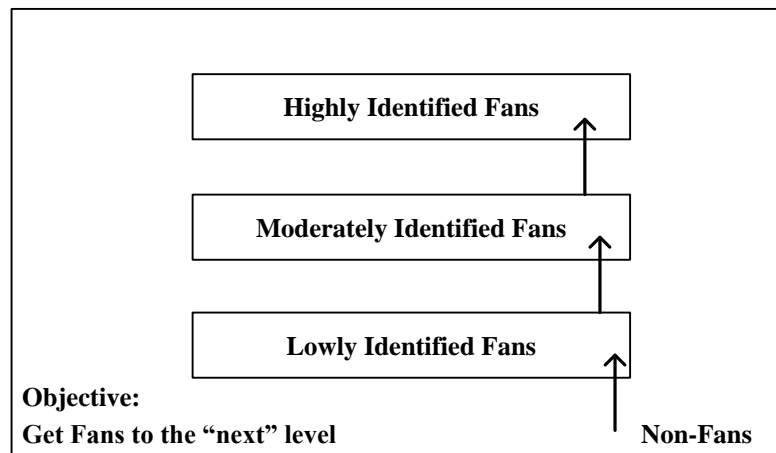 Highly Identified Fans
Moderately Identified Fans
Lowly Identified Fans
Objective:
Get Fans to the “next” level
Non-Fans